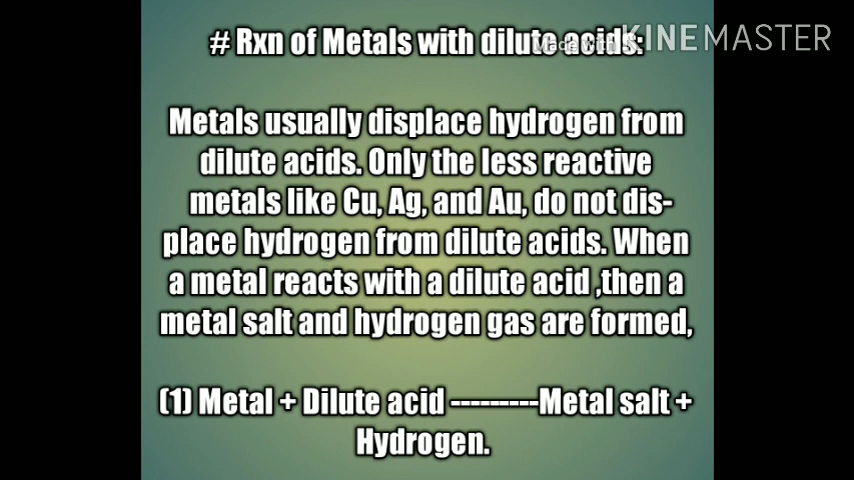 # Rxn of Metals with dilute acids:
Made with KINEMASTER
Metals usually displace hydrogen from
dilute acids. Only the less reactive
metals like Cu, Ag, and Au, do not dis-
place hydrogen from dilute acids. When
a metal reacts with a dilute acid ,then a
metal salt and hydrogen gas are formed,
(1) Metal + Dilute acid ---------Metal salt +
Hydrogen.